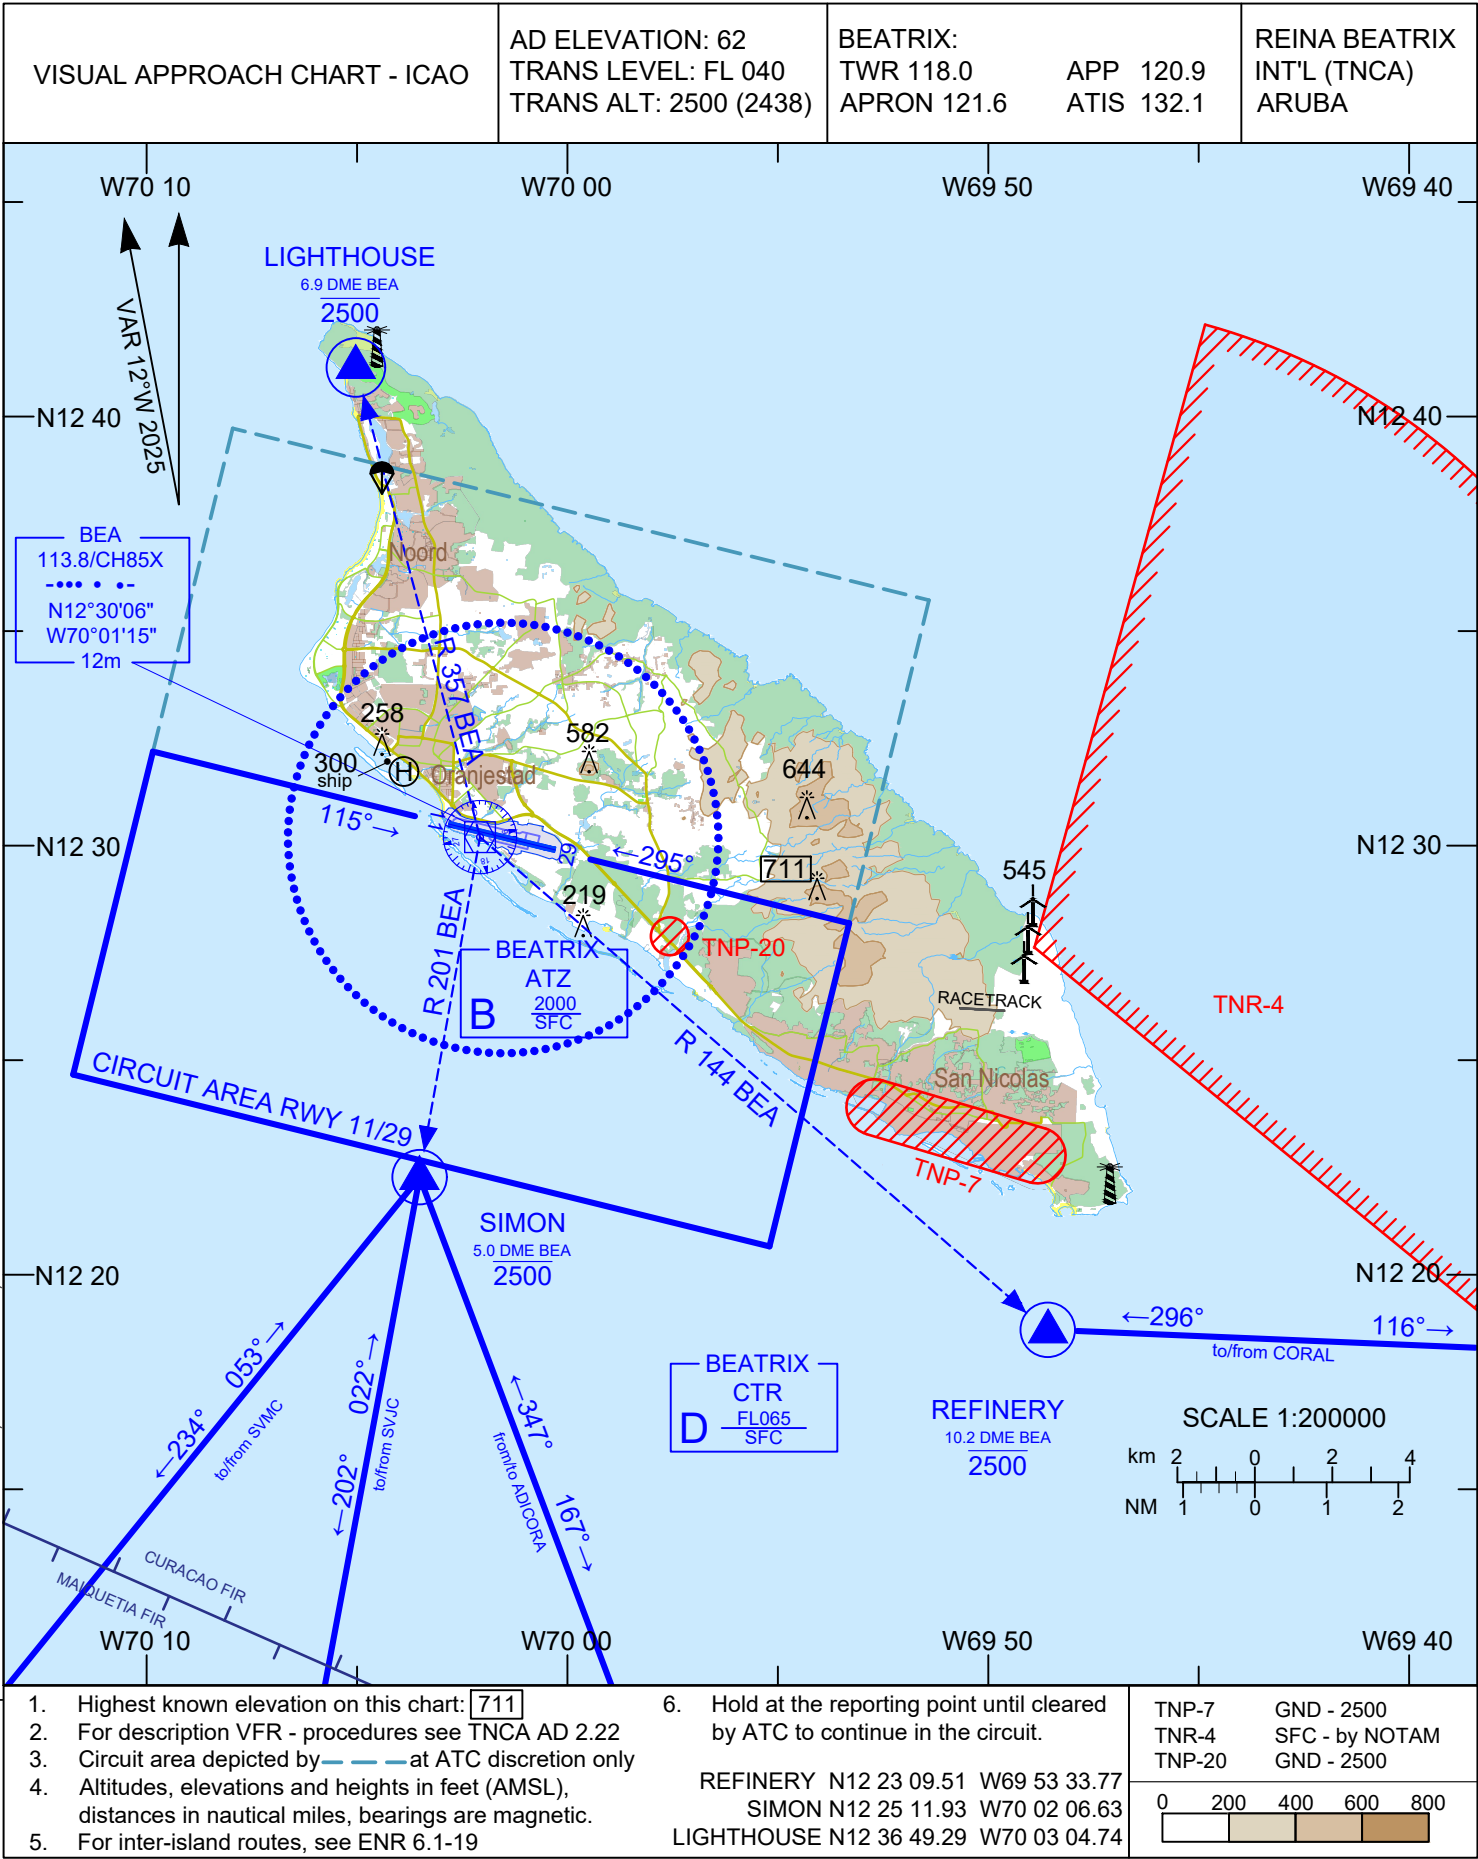 VISUAL APPROACH CHART - ICAO
AD ELEVATION: 62
TRANS LEVEL: FL 040
TRANS ALT: 2500 (2438)
BEATRIX:
TWR 118.0 APP 120.9
APRON 121.6 ATIS 132.1
REINA BEATRIX
INT'L (TNCA)
ARUBA
W70 10 W70 00 W69 50 W69 40
VAR 12°W 2025
LIGHTHOUSE
6.9 DME BEA
2500
N12 40 N12 40
BEA
113.8/CH85X
N12°30'06"
W70°01'15"
12m
Noord
R 357 BEA
258
300
ship
H
Oranjestad
582
644
115°→
29
←295°
711
545
N12 30 N12 30
219
R 201 BEA
BEATRIX
ATZ
B 2000
SFC
TNP-20
RACETRACK
TNR-4
R 144 BEA
San Nicolas
CIRCUIT AREA RWY 11/29
TNP-7
SIMON
5.0 DME BEA
2500
N12 20 N12 20
←296° 116°→
to/from CORAL
053°→
←234°
to/from SVMC
022°→
←202°
to/from SVJC
←347°
167°→
from/to ADICORA
BEATRIX
CTR
D FL065
SFC
REFINERY
10.2 DME BEA
2500
SCALE 1:200000
km 2 0 2 4
NM 1 0 1 2
CURACAO FIR
MAIQUETIA FIR
W70 10 W70 00 W69 50 W69 40
1. Highest known elevation on this chart: 711
2. For description VFR - procedures see TNCA AD 2.22
3. Circuit area depicted by at ATC discretion only
4. Altitudes, elevations and heights in feet (AMSL),
distances in nautical miles, bearings are magnetic.
5. For inter-island routes, see ENR 6.1-19
6. Hold at the reporting point until cleared
by ATC to continue in the circuit.
REFINERY N12 23 09.51 W69 53 33.77
SIMON N12 25 11.93 W70 02 06.63
LIGHTHOUSE N12 36 49.29 W70 03 04.74
TNP-7 GND - 2500
TNR-4 SFC - by NOTAM
TNP-20 GND - 2500
0 200 400 600 800